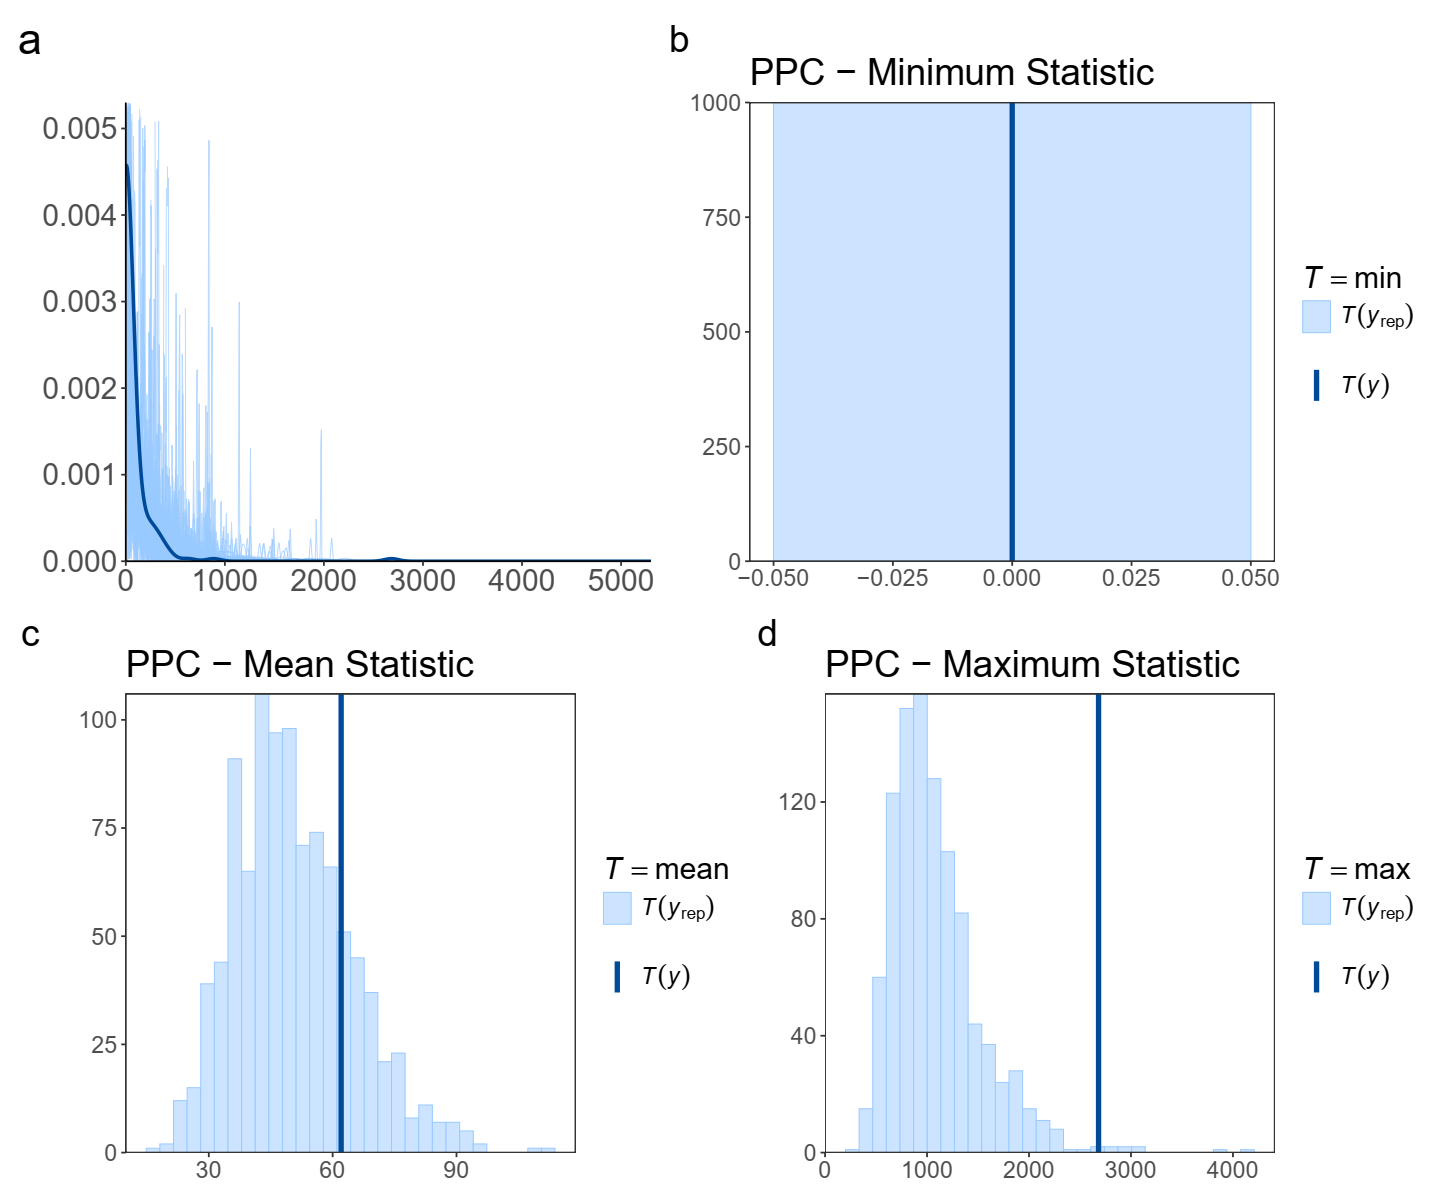 a
0.005
0.004
0.003
0.002
0.001
0.000
0 1000 2000 3000 4000 5000
b
PPC − Minimum Statistic
1000
750
500
250
0
−0.050 −0.025 0.000 0.025 0.050
T = min
T(yrep)
T(y)
c
PPC − Mean Statistic
100
75
50
25
0
30 60 90
T = mean
T(yrep)
T(y)
d
PPC − Maximum Statistic
120
80
40
0
0 1000 2000 3000 4000
T = max
T(yrep)
T(y)